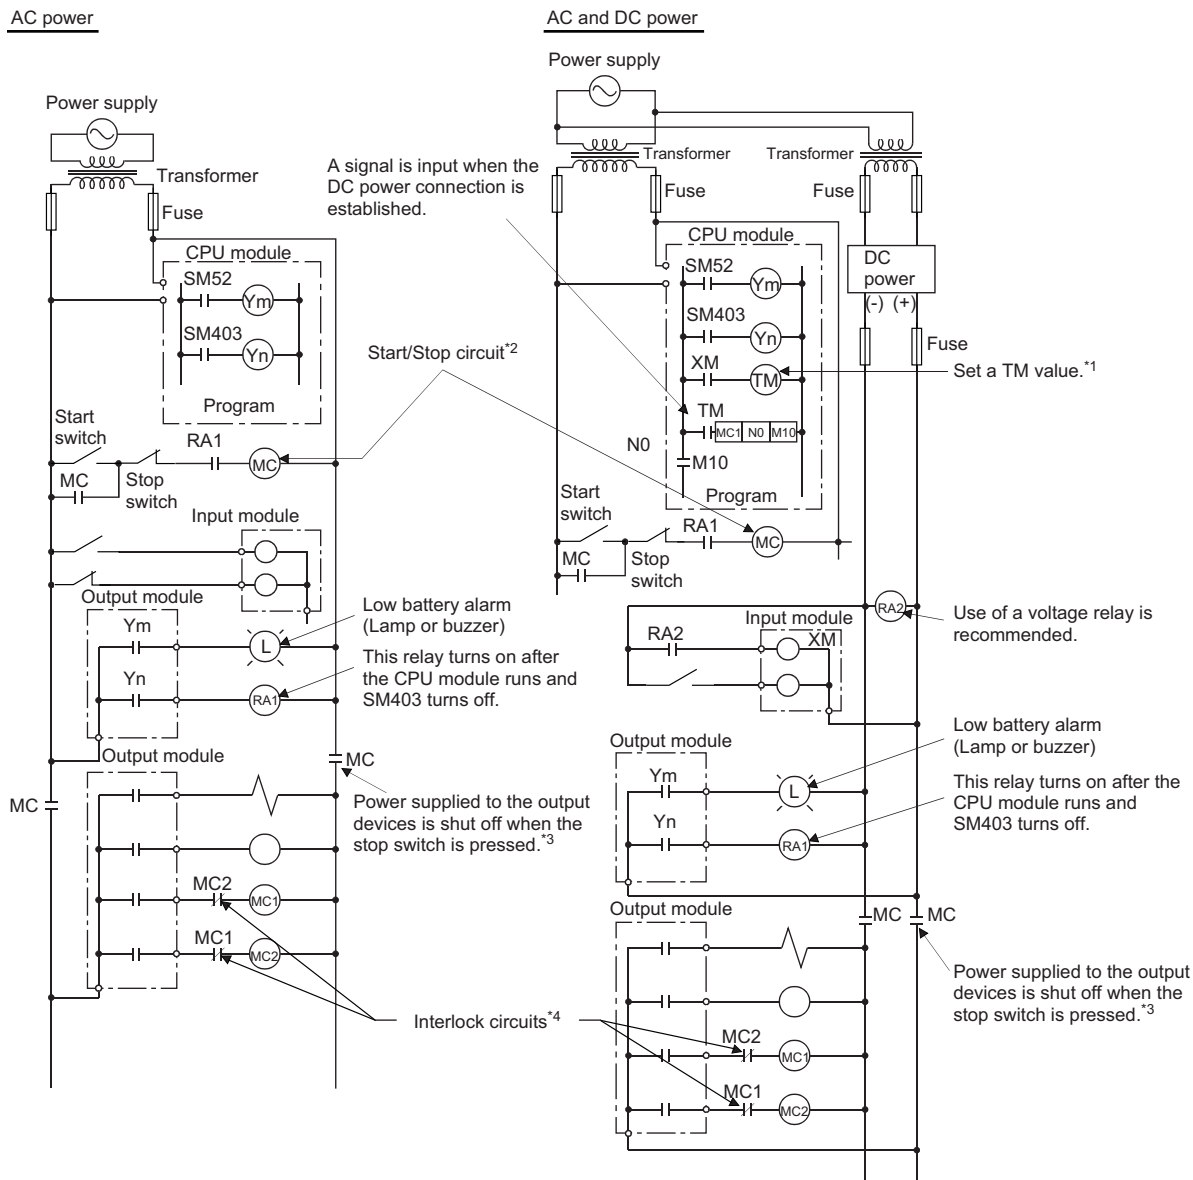 AC power
Power supply
Transformer
Fuse
CPU module
SM52
Ym
SM403
Yn
Program
Start/Stop circuit*2
Start
switch
RA1
MC
MC
Stop
switch
Input module
Output module
Ym
L
Low battery alarm
(Lamp or buzzer)
Yn
RA1
This relay turns on after
the CPU module runs and
SM403 turns off.
Output module
MC
MC
Power supplied to the output
devices is shut off when the
stop switch is pressed.*3
MC2
MC1
MC1
MC2
Interlock circuits*4
AC and DC power
Power supply
Transformer
Transformer
A signal is input when the
DC power connection is
established.
Fuse
Fuse
CPU module
SM52
Ym
DC
power
(-) (+)
SM403
Yn
Fuse
XM
TM
Set a TM value.*1
TM
MC1 N0 M10
N0
M10
Program
Start
switch
RA1
MC
MC
Stop
switch
RA2
Use of a voltage relay is
recommended.
Input module
RA2
XM
Output module
Ym
L
Low battery alarm
(Lamp or buzzer)
Yn
RA1
This relay turns on after the
CPU module runs and
SM403 turns off.
Output module
MC
MC
Power supplied to the output
devices is shut off when the
stop switch is pressed.*3
MC2
MC1
MC1
MC2